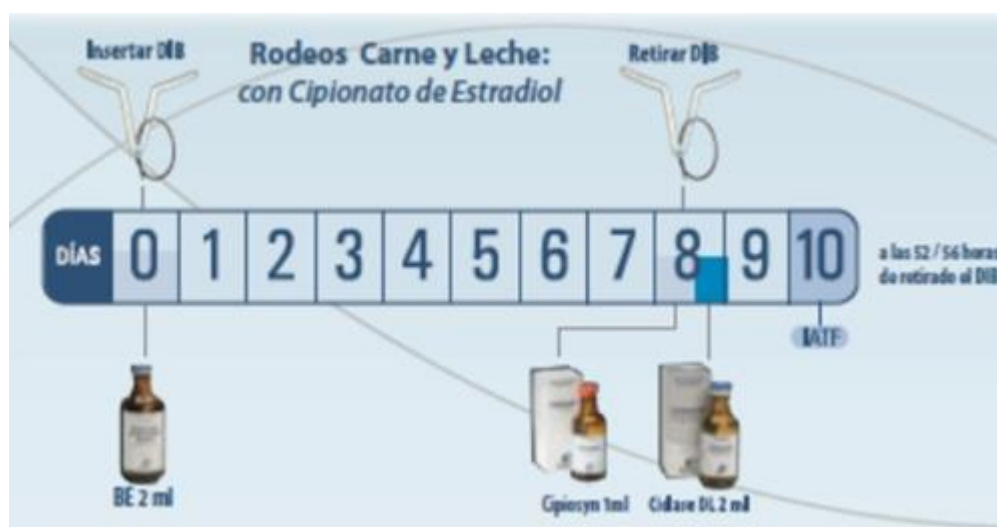 Insertar DIB
Rodeos Carne y Leche:
con Cipionato de Estradiol
Retirar DIB
DÍAS 0 1 2 3 4 5 6 7 8 9 10
a las 52 / 56 horas
de retirado el DIB
IATF
BE 2 ml
Cipiosyn 1ml
Ciclase DL 2 ml